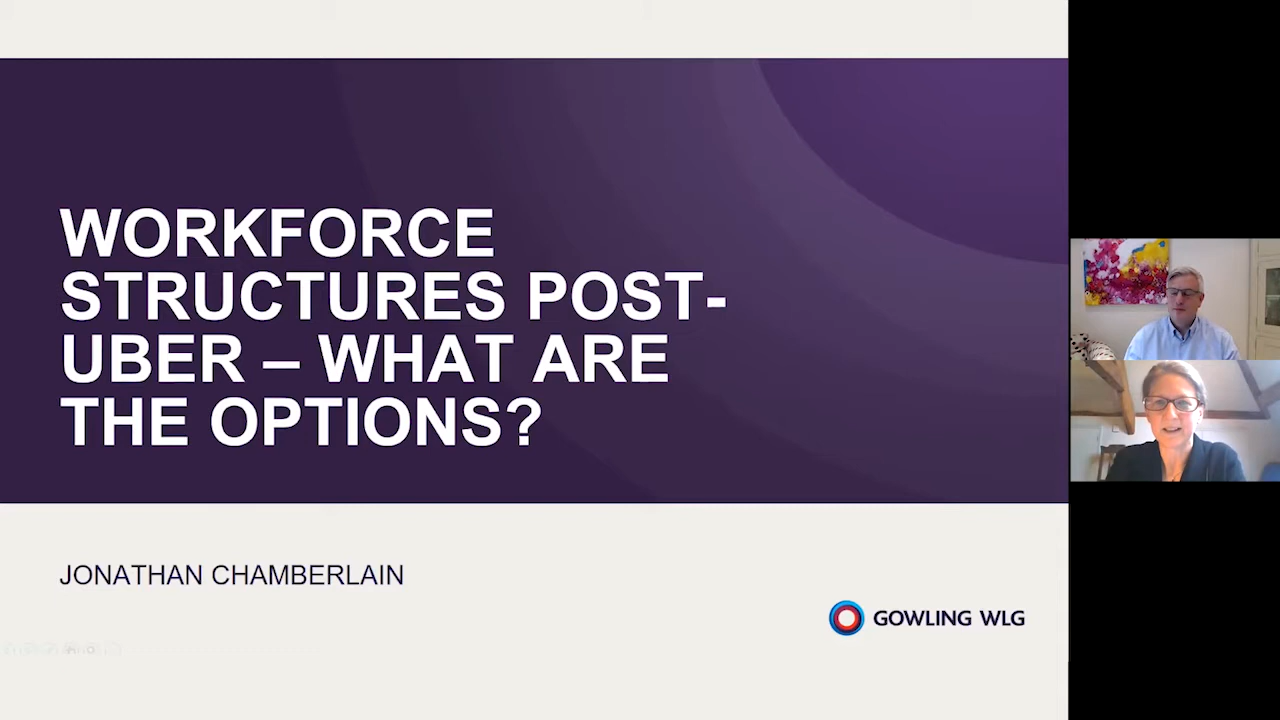 WORKFORCE
STRUCTURES POST-
UBER – WHAT ARE
THE OPTIONS?
JONATHAN CHAMBERLAIN
GOWLING WLG